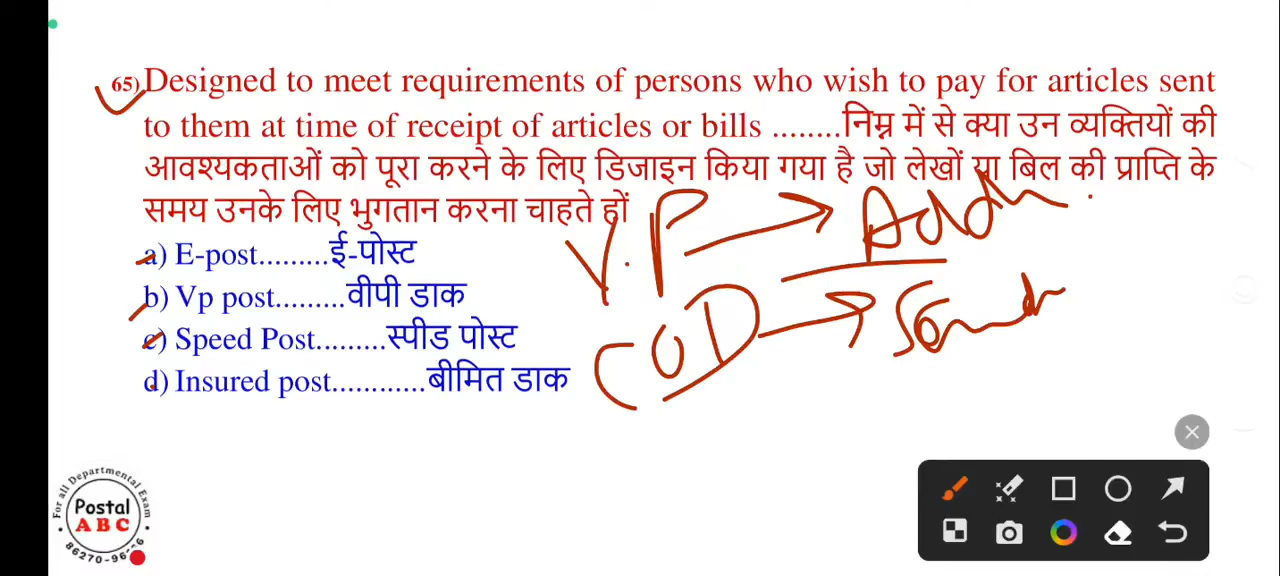 65) Designed to meet requirements of persons who wish to pay for articles sent
to them at time of receipt of articles or bills ........निम्न में से क्या उन व्यक्तियों की
आवश्यकताओं को पूरा करने के लिए डिजाइन किया गया है जो लेखों या बिल की प्राप्ति के
समय उनके लिए भुगतान करना चाहते हों
a) E-post.........ई-पोस्ट
b) Vp post.........वीपी डाक
c) Speed Post.........स्पीड पोस्ट
d) Insured post............बीमित डाक
V.P
COD
For all Departmental Exam
Postal
ABC